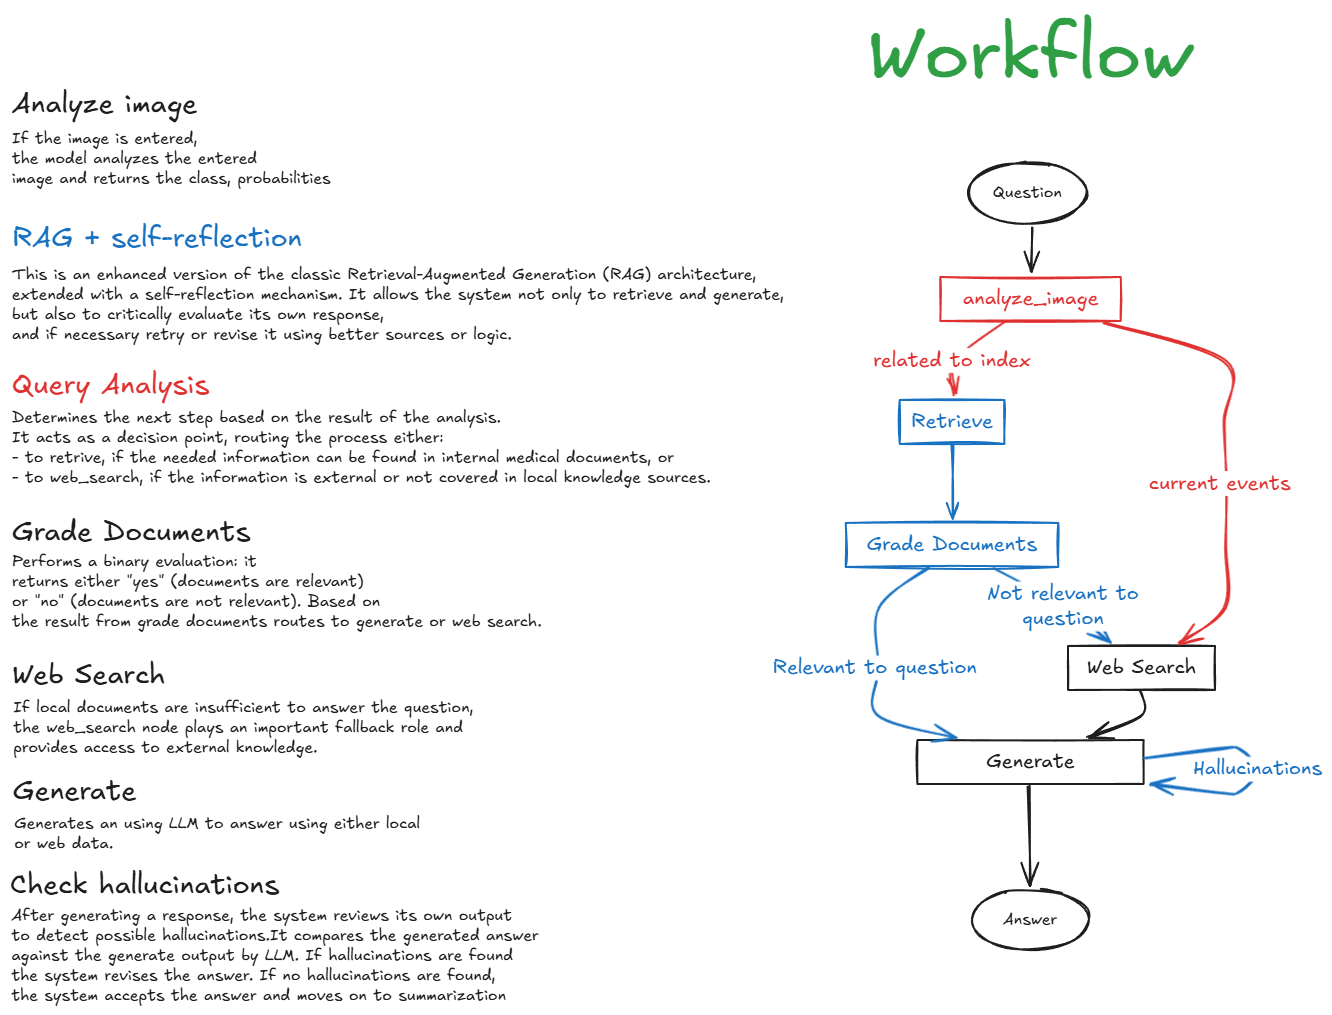 Workflow
Analyze image
If the image is entered,
the model analyzes the entered
image and returns the class, probabilities
RAG + self-reflection
This is an enhanced version of the classic Retrieval-Augmented Generation (RAG) architecture,
extended with a self-reflection mechanism. It allows the system not only to retrieve and generate,
but also to critically evaluate its own response,
and if necessary retry or revise it using better sources or logic.
Query Analysis
Determines the next step based on the result of the analysis.
It acts as a decision point, routing the process either:
- to retrive, if the needed information can be found in internal medical documents, or
- to web_search, if the information is external or not covered in local knowledge sources.
Grade Documents
Performs a binary evaluation: it
returns either "yes" (documents are relevant)
or "no" (documents are not relevant). Based on
the result from grade documents routes to generate or web search.
Web Search
If local documents are insufficient to answer the question,
the web_search node plays an important fallback role and
provides access to external knowledge.
Generate
Generates an using LLM to answer using either local
or web data.
Check hallucinations
After generating a response, the system reviews its own output
to detect possible hallucinations.It compares the generated answer
against the generate output by LLM. If hallucinations are found
the system revises the answer. If no hallucinations are found,
the system accepts the answer and moves on to summarization
Question
analyze_image
related to index
Retrieve
current events
Grade Documents
Not relevant to
question
Relevant to question
Web Search
Generate
Hallucinations
Answer